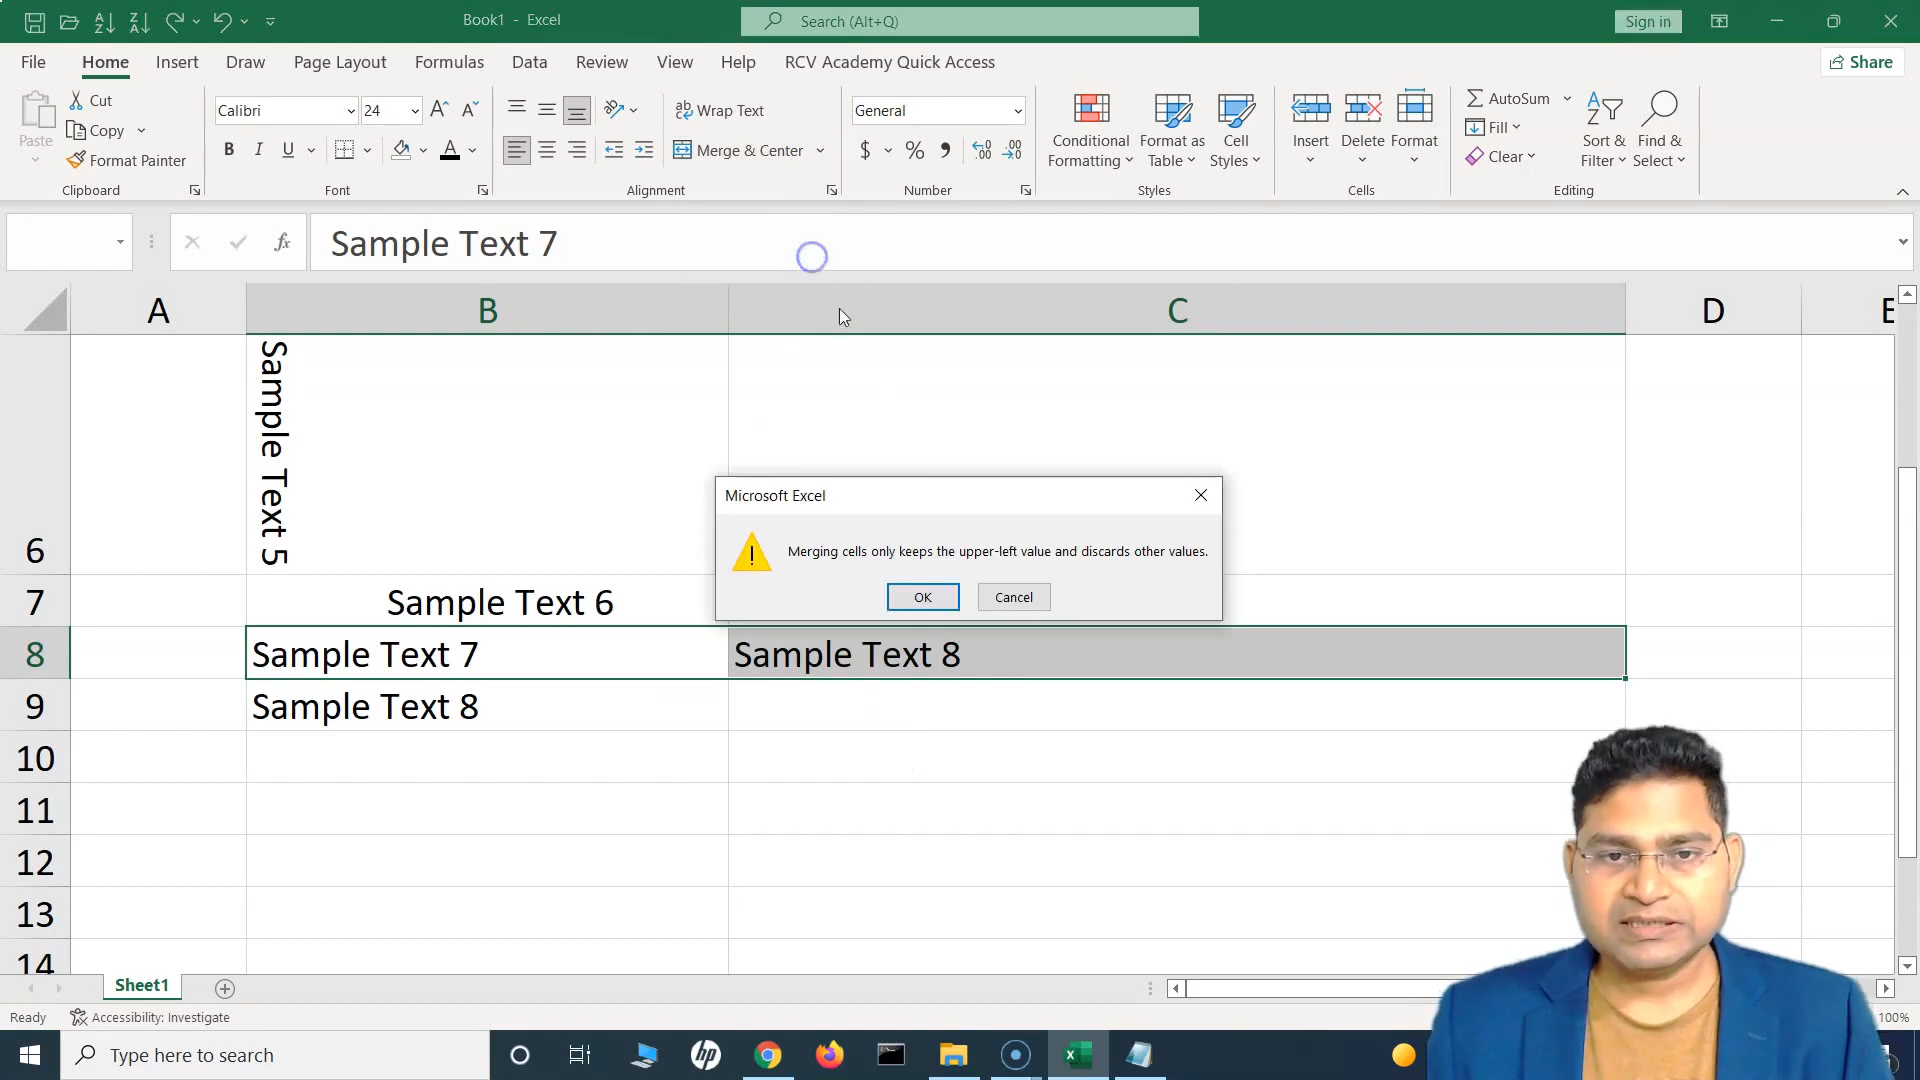 Book1 - Excel
Search (Alt+Q)
Sign in
File Home Insert Draw Page Layout Formulas Data Review View Help RCV Academy Quick Access
Share
Paste
Cut
Copy
Format Painter
Clipboard
Calibri 24
B I U
Font
Wrap Text
Merge & Center
Alignment
General
$ % 9
Number
Conditional Formatting
Format as Table
Cell Styles
Styles
Insert
Delete
Format
Cells
AutoSum
Fill
Clear
Sort & Filter
Find & Select
Editing
fx
Sample Text 7
A B C D E
Sample Text 5
6
Microsoft Excel
Merging cells only keeps the upper-left value and discards other values.
OK Cancel
7 Sample Text 6
8 Sample Text 7 Sample Text 8
9 Sample Text 8
10
11
12
13
14
Sheet1
Ready
Accessibility: Investigate
100%
Type here to search